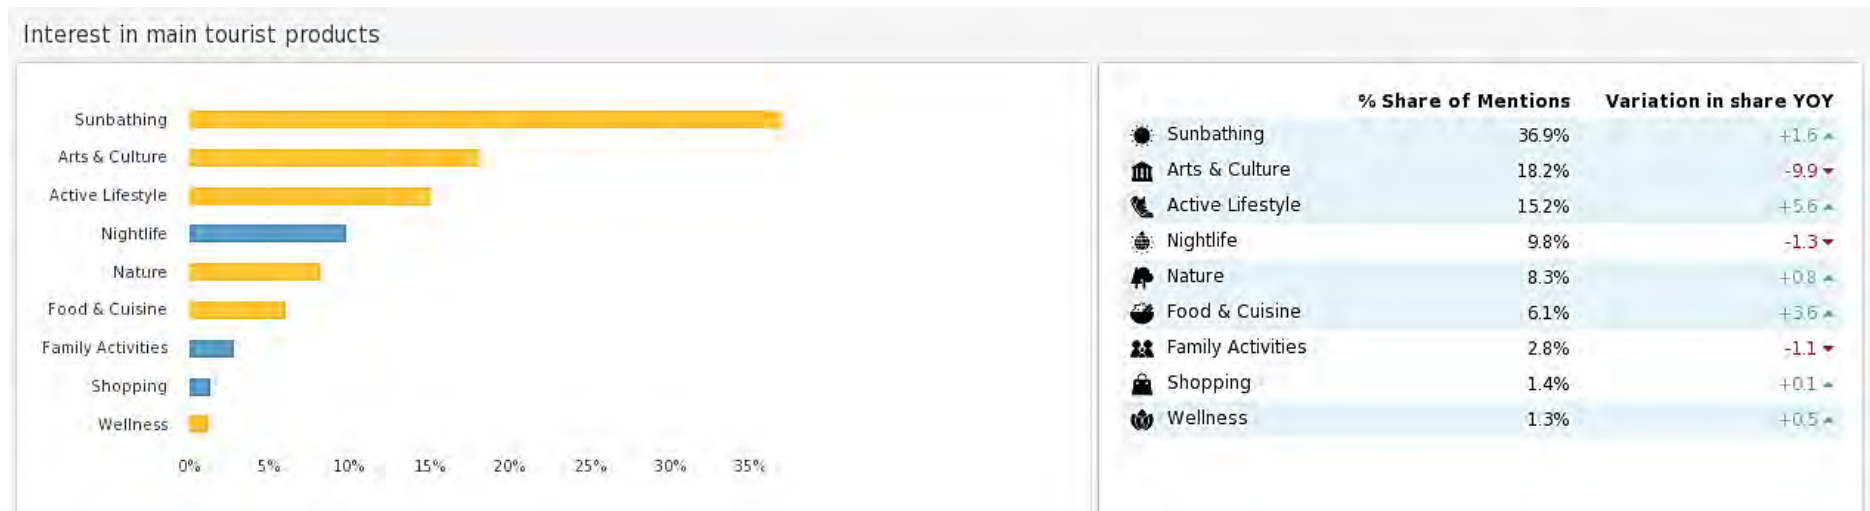 Interest in main tourist products
Sunbathing
Arts & Culture
Active Lifestyle
Nightlife
Nature
Food & Cuisine
Family Activities
Shopping
Wellness
0% 5% 10% 15% 20% 25% 30% 35%
% Share of Mentions Variation in share YOY
Sunbathing 36.9% +1.6
Arts & Culture 18.2% -9.9
Active Lifestyle 15.2% +5.6
Nightlife 9.8% -1.3
Nature 8.3% +0.8
Food & Cuisine 6.1% +3.6
Family Activities 2.8% -1.1
Shopping 1.4% +0.1
Wellness 1.3% +0.5